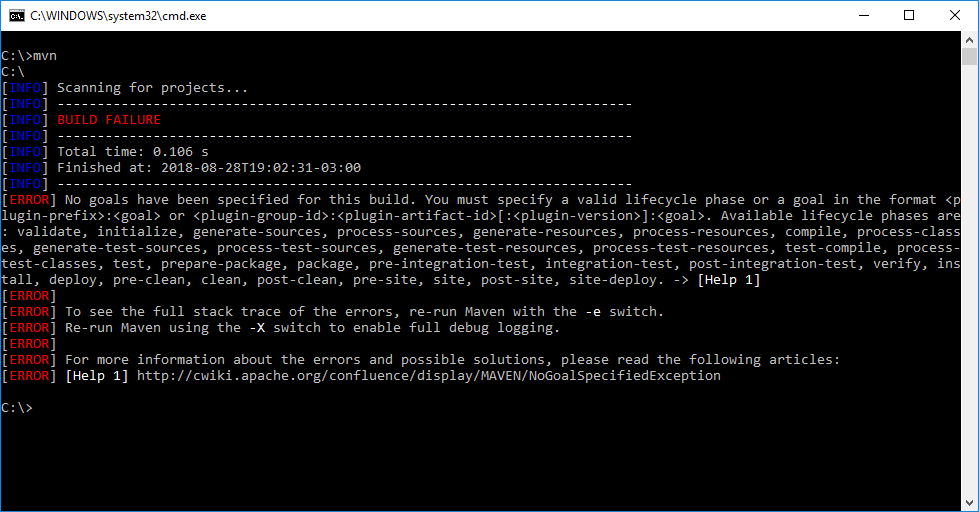 C:\WINDOWS\system32\cmd.exe
C:\>mvn
C:\
[INFO] Scanning for projects...
[INFO] ------------------------------------------------------------------------
[INFO] BUILD FAILURE
[INFO] ------------------------------------------------------------------------
[INFO] Total time: 0.106 s
[INFO] Finished at: 2018-08-28T19:02:31-03:00
[INFO] ------------------------------------------------------------------------
[ERROR] No goals have been specified for this build. You must specify a valid lifecycle phase or a goal in the format <p
lugin-prefix>:<goal> or <plugin-group-id>:<plugin-artifact-id>[:<plugin-version>]:<goal>. Available lifecycle phases are
: validate, initialize, generate-sources, process-sources, generate-resources, process-resources, compile, process-class
es, generate-test-sources, process-test-sources, generate-test-resources, process-test-resources, test-compile, process-
test-classes, test, prepare-package, package, pre-integration-test, integration-test, post-integration-test, verify, ins
tall, deploy, pre-clean, clean, post-clean, pre-site, site, post-site, site-deploy. -> [Help 1]
[ERROR]
[ERROR] To see the full stack trace of the errors, re-run Maven with the -e switch.
[ERROR] Re-run Maven using the -X switch to enable full debug logging.
[ERROR]
[ERROR] For more information about the errors and possible solutions, please read the following articles:
[ERROR] [Help 1] http://cwiki.apache.org/confluence/display/MAVEN/NoGoalSpecifiedException
C:\>